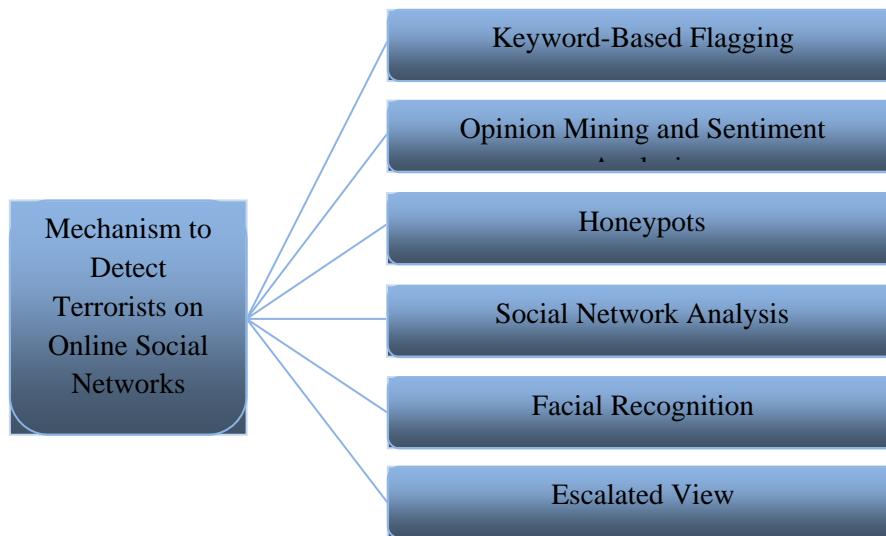 Keyword-Based Flagging
Opinion Mining and Sentiment
Honeypots
Mechanism to
Detect
Terrorists on
Online Social
Networks
Social Network Analysis
Facial Recognition
Escalated View